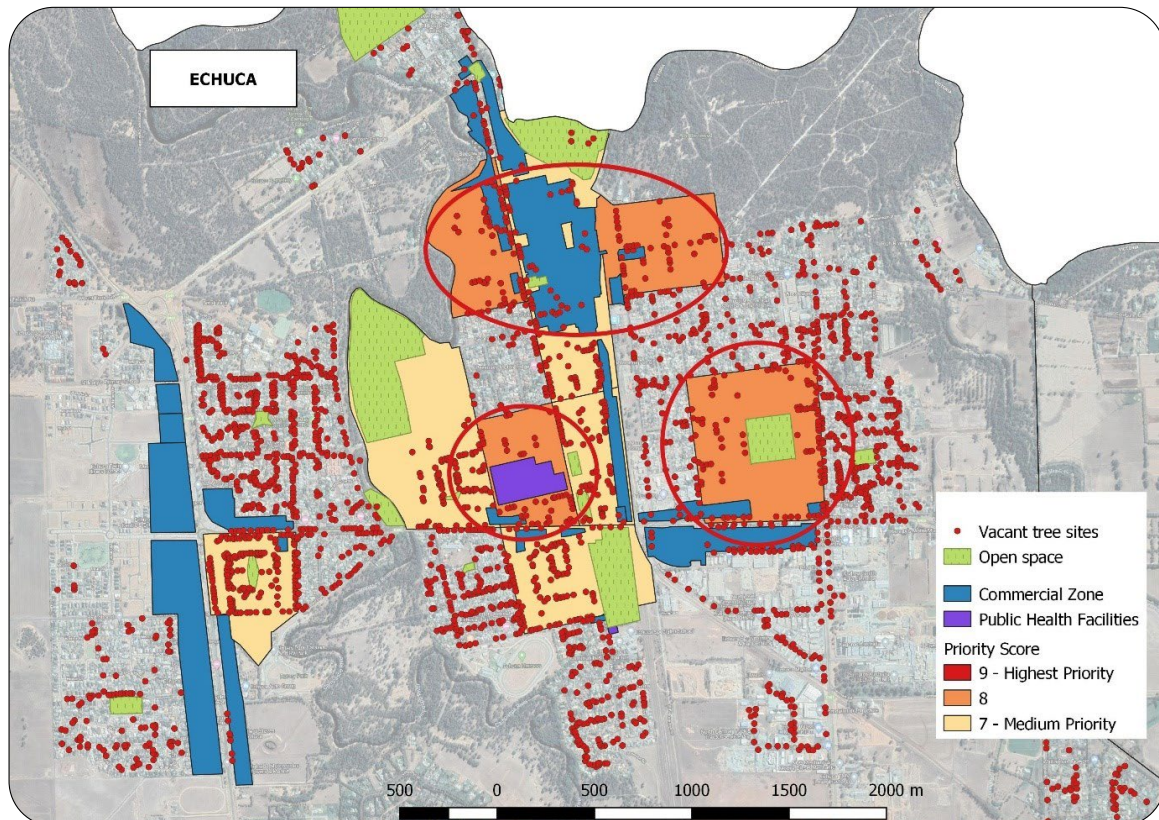 ECHUCA
Vacant tree sites
Open space
Commercial Zone
Public Health Facilities
Priority Score
9 - Highest Priority
8
7 - Medium Priority
500 0 500 1000 1500 2000 m